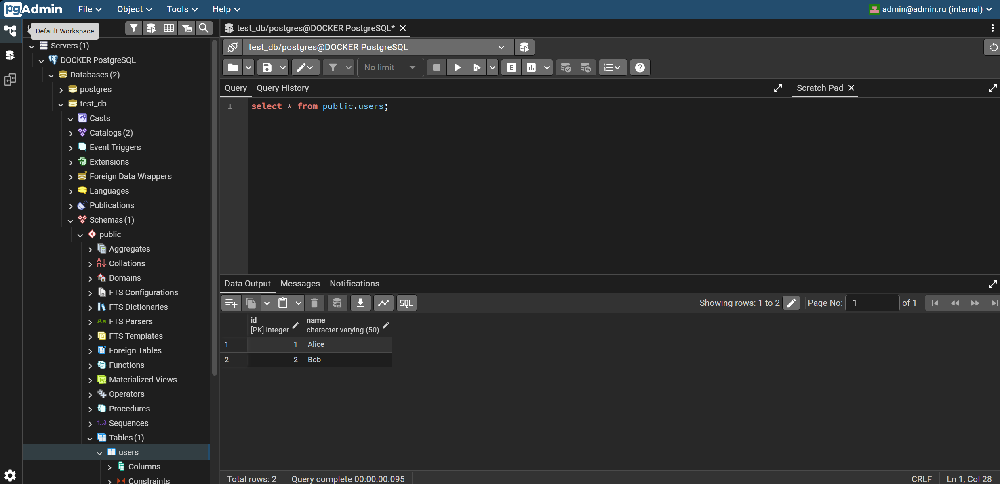 pgAdmin File Object Tools Help admin@admin.ru (internal)
Default Workspace
test_db/postgres@DOCKER PostgreSQL*
Servers (1)
DOCKER PostgreSQL
Databases (2)
postgres
test_db
Casts
Catalogs (2)
Event Triggers
Extensions
Foreign Data Wrappers
Languages
Publications
Schemas (1)
public
Aggregates
Collations
Domains
FTS Configurations
FTS Dictionaries
Aa FTS Parsers
FTS Templates
Foreign Tables
Functions
Materialized Views
Operators
Procedures
1..3 Sequences
Tables (1)
users
Columns
Constraints
test_db/postgres@DOCKER PostgreSQL
No limit E
Query Query History Scratch Pad
1 select * from public.users;
Data Output Messages Notifications
SQL Showing rows: 1 to 2 Page No: 1 of 1
id name
[PK] integer character varying (50)
1 1 Alice
2 2 Bob
Total rows: 2 Query complete 00:00:00.095 CRLF Ln 1, Col 28